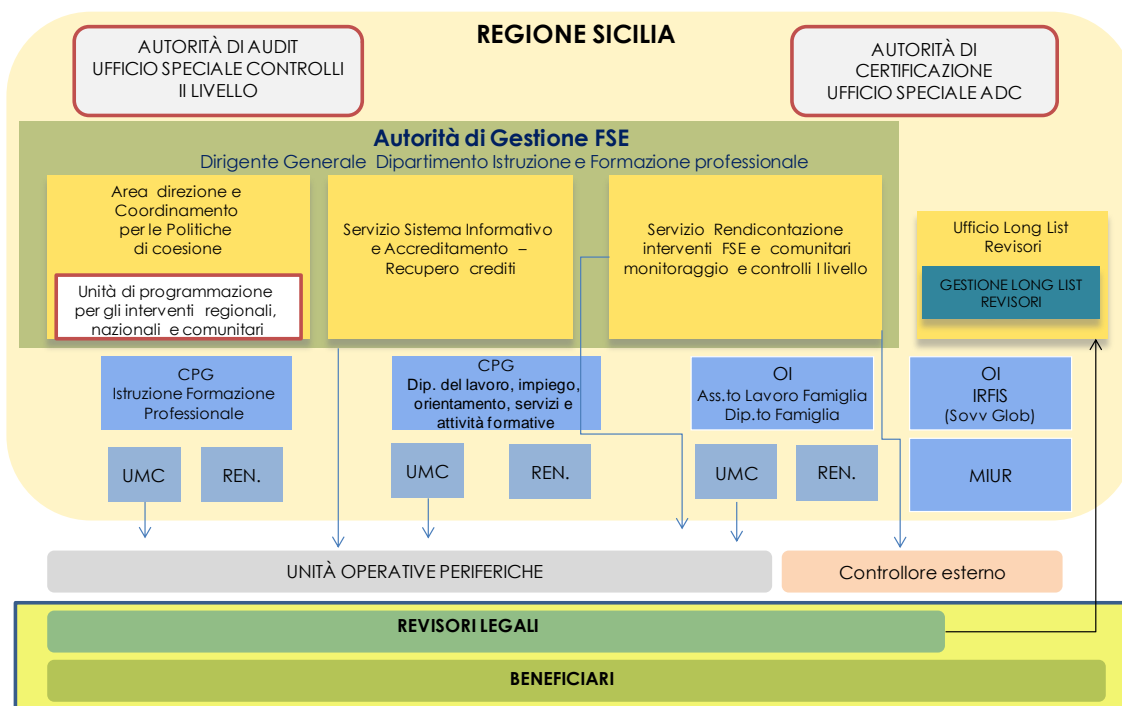 REGIONE SICILIA
AUTORITÀ DI AUDIT
UFFICIO SPECIALE CONTROLLI
II LIVELLO
AUTORITÀ DI
CERTIFICAZIONE
UFFICIO SPECIALE ADC
Autorità di Gestione FSE
Dirigente Generale Dipartimento Istruzione e Formazione professionale
Area direzione e
Coordinamento
per le Politiche
di coesione
Unità di programmazione
per gli interventi regionali,
nazionali e comunitari
Servizio Sistema Informativo
e Accreditamento –
Recupero crediti
Servizio Rendicontazione
interventi FSE e comunitari
monitoraggio e controlli I livello
Ufficio Long List
Revisori
GESTIONE LONG LIST
REVISORI
CPG
Istruzione Formazione
Professionale
CPG
Dip. del lavoro, impiego,
orientamento, servizi e
attività formative
OI
Ass.to Lavoro Famiglia
Dip.to Famiglia
OI
IRFIS
(Sovv Glob)
UMC
REN.
UMC
REN.
UMC
REN.
MIUR
UNITÀ OPERATIVE PERIFERICHE
Controllore esterno
REVISORI LEGALI
BENEFICIARI